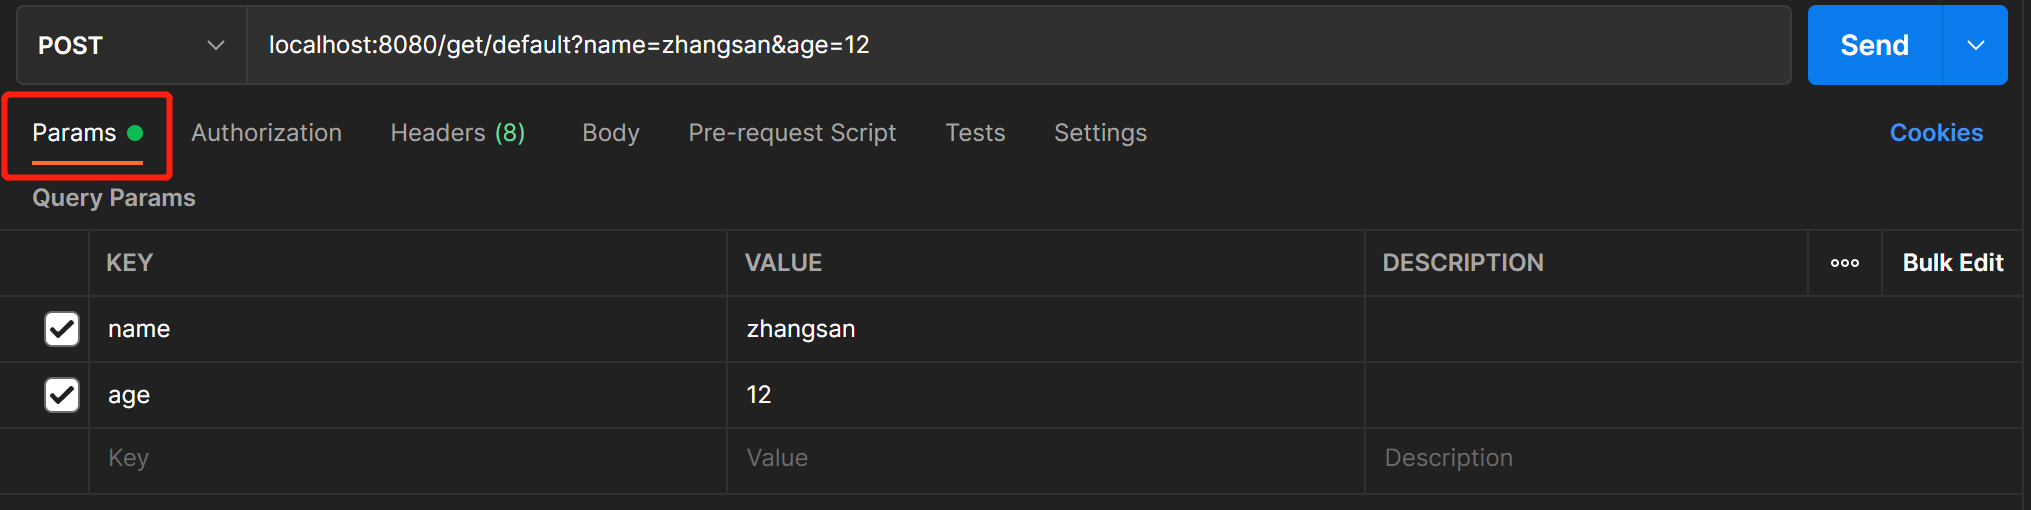 POST localhost:8080/get/default?name=zhangsan&age=12 Send
Params Authorization Headers (8) Body Pre-request Script Tests Settings Cookies
Query Params
KEY VALUE DESCRIPTION ooo Bulk Edit
name zhangsan
age 12
Key Value Description